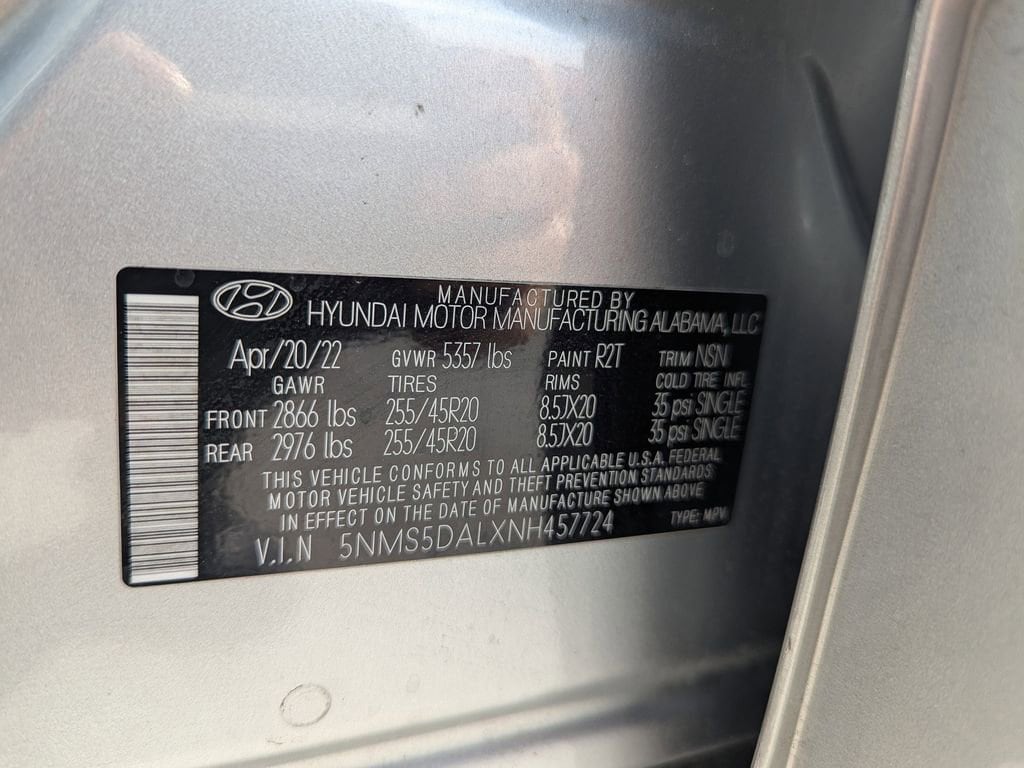 MANUFACTURED BY
HYUNDAI MOTOR MANUFACTURING ALABAMA, LLC
Apr/20/22 GVWR 5357 lbs PAINT R2T TRIM NSN
GAWR TIRES RIMS COLD TIRE INFL
FRONT 2866 lbs 255/45R20 8.5JX20 35 psi SINGLE
REAR 2976 lbs 255/45R20 8.5JX20 35 psi SINGLE
THIS VEHICLE CONFORMS TO ALL APPLICABLE U.S.A. FEDERAL
MOTOR VEHICLE SAFETY AND THEFT PREVENTION STANDARDS
IN EFFECT ON THE DATE OF MANUFACTURE SHOWN ABOVE
V.I.N 5NMS5DALXNH457724 TYPE: MPV